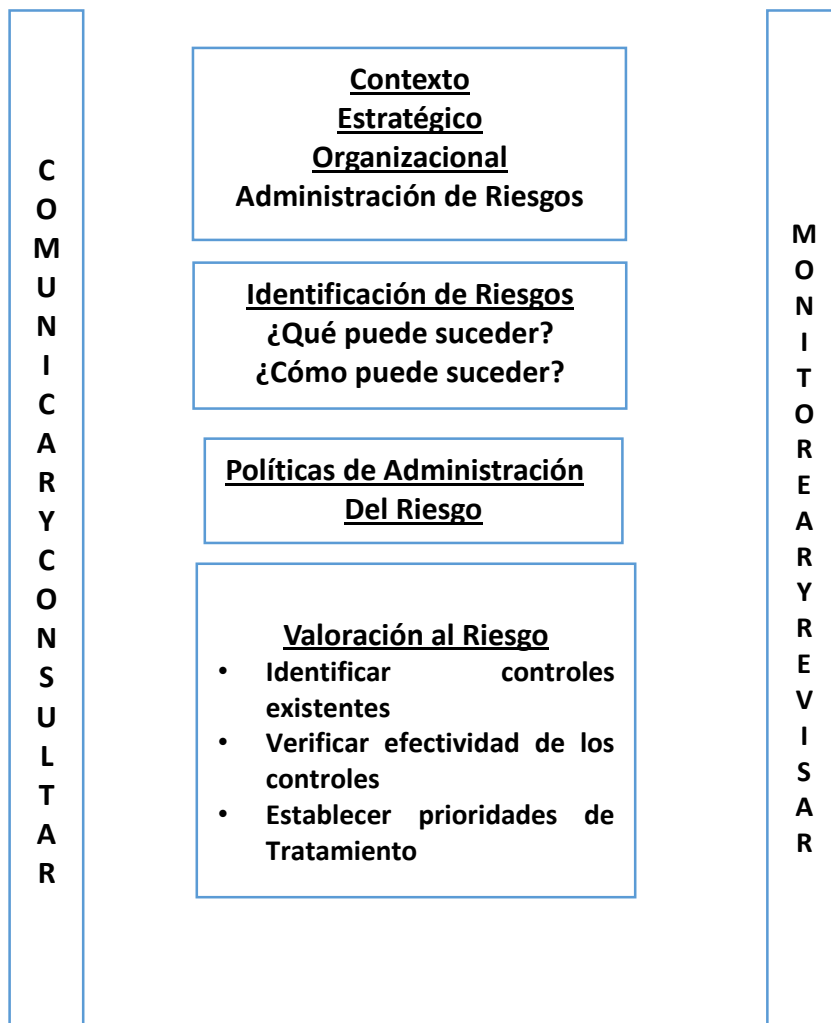 C
O
M
U
N
I
C
A
R
Y
C
O
N
S
U
L
T
A
R
Contexto
Estratégico
Organizacional
Administración de Riesgos
Identificación de Riesgos
¿Qué puede suceder?
¿Cómo puede suceder?
Políticas de Administración
Del Riesgo
Valoración al Riesgo
• Identificar controles
existentes
• Verificar efectividad de los
controles
• Establecer prioridades de
Tratamiento
M
O
N
I
T
O
R
E
A
R
Y
R
E
V
I
S
A
R